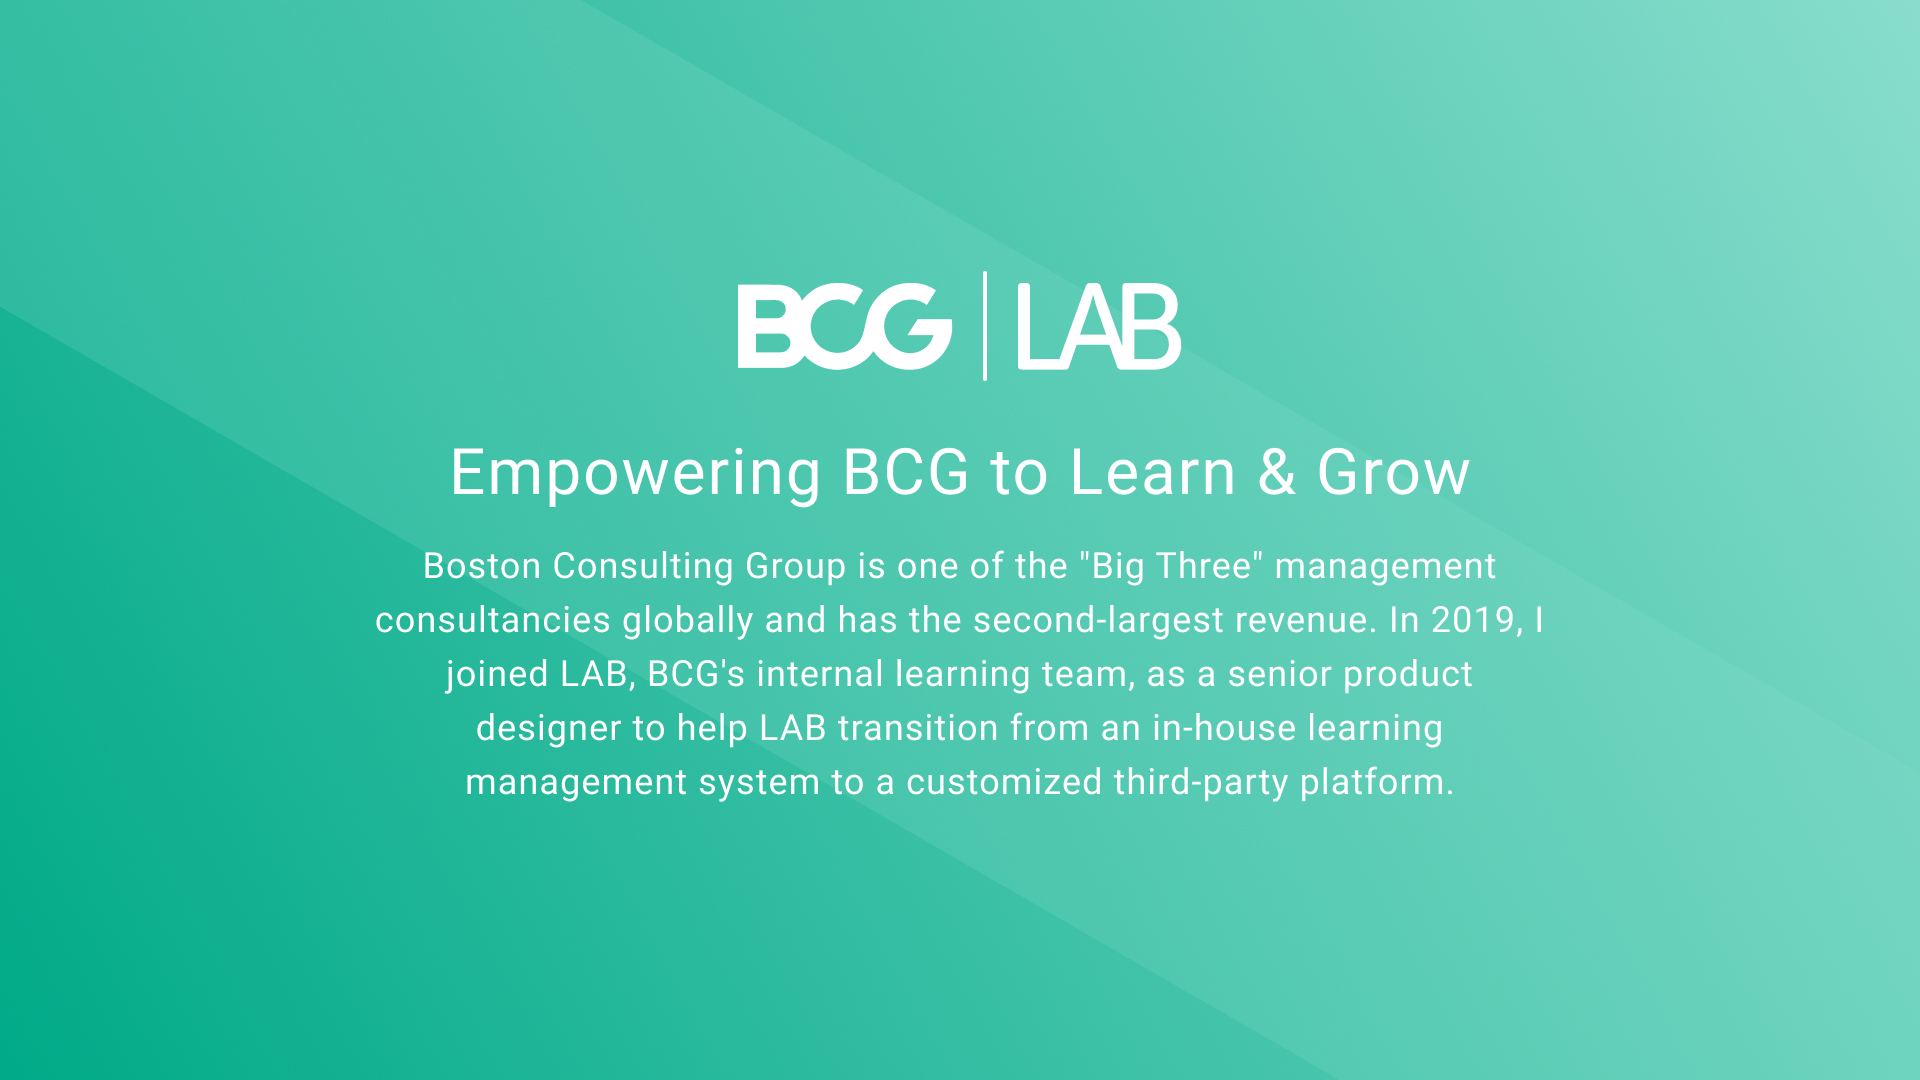 BCG | LAB
Empowering BCG to Learn & Grow
Boston Consulting Group is one of the "Big Three" management
consultancies globally and has the second-largest revenue. In 2019, I
joined LAB, BCG's internal learning team, as a senior product
designer to help LAB transition from an in-house learning
management system to a customized third-party platform.